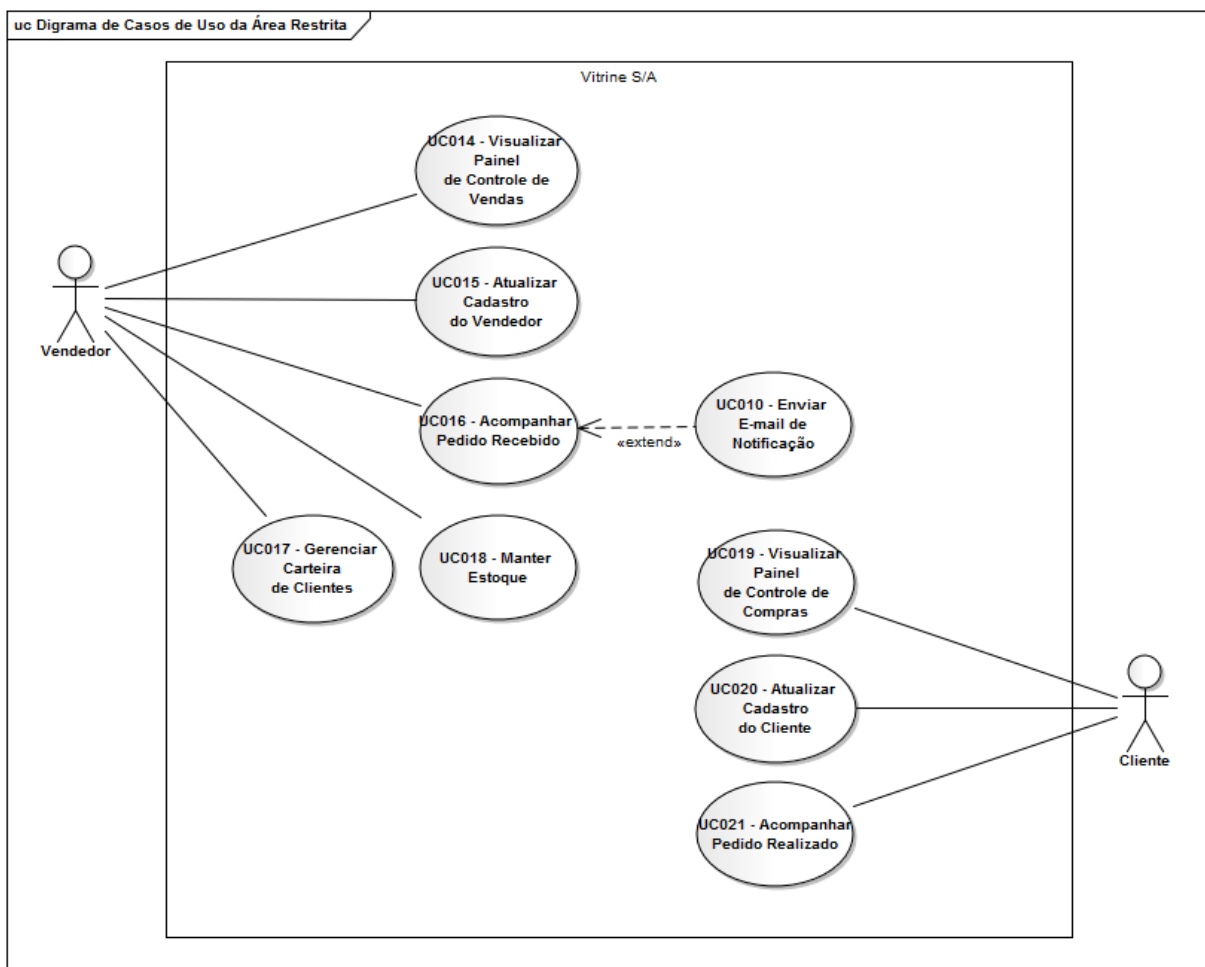 uc Digrama de Casos de Uso da Área Restrita
Vitrine S/A
UC014 - Visualizar
Painel
de Controle de
Vendas
UC015 - Atualizar
Cadastro
do Vendedor
Vendedor
UC016 - Acompanhar
Pedido Recebido
«extend»
UC010 - Enviar
E-mail de
Notificação
UC017 - Gerenciar
Carteira
de Clientes
UC018 - Manter
Estoque
UC019 - Visualizar
Painel
de Controle de
Compras
UC020 - Atualizar
Cadastro
do Cliente
Cliente
UC021 - Acompanhar
Pedido Realizado